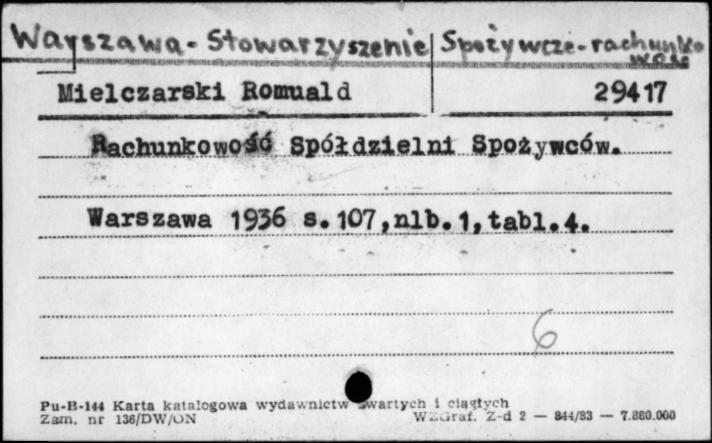 Warszawa - Stowarzyszenie Spożywcze - rachunko
wość
Mielczarski Romuald 29417
Rachunkowość Spółdzielni Spożywców.
Warszawa 1936 s.107,nlb.1,tabl.4.
6
Pu-B-144 Karta katalogowa wydawnictw zwartych i ciągłych
Zam. nr 136/DW/ON WZGraf. Z-d 2 — 844/83 — 7.880.000